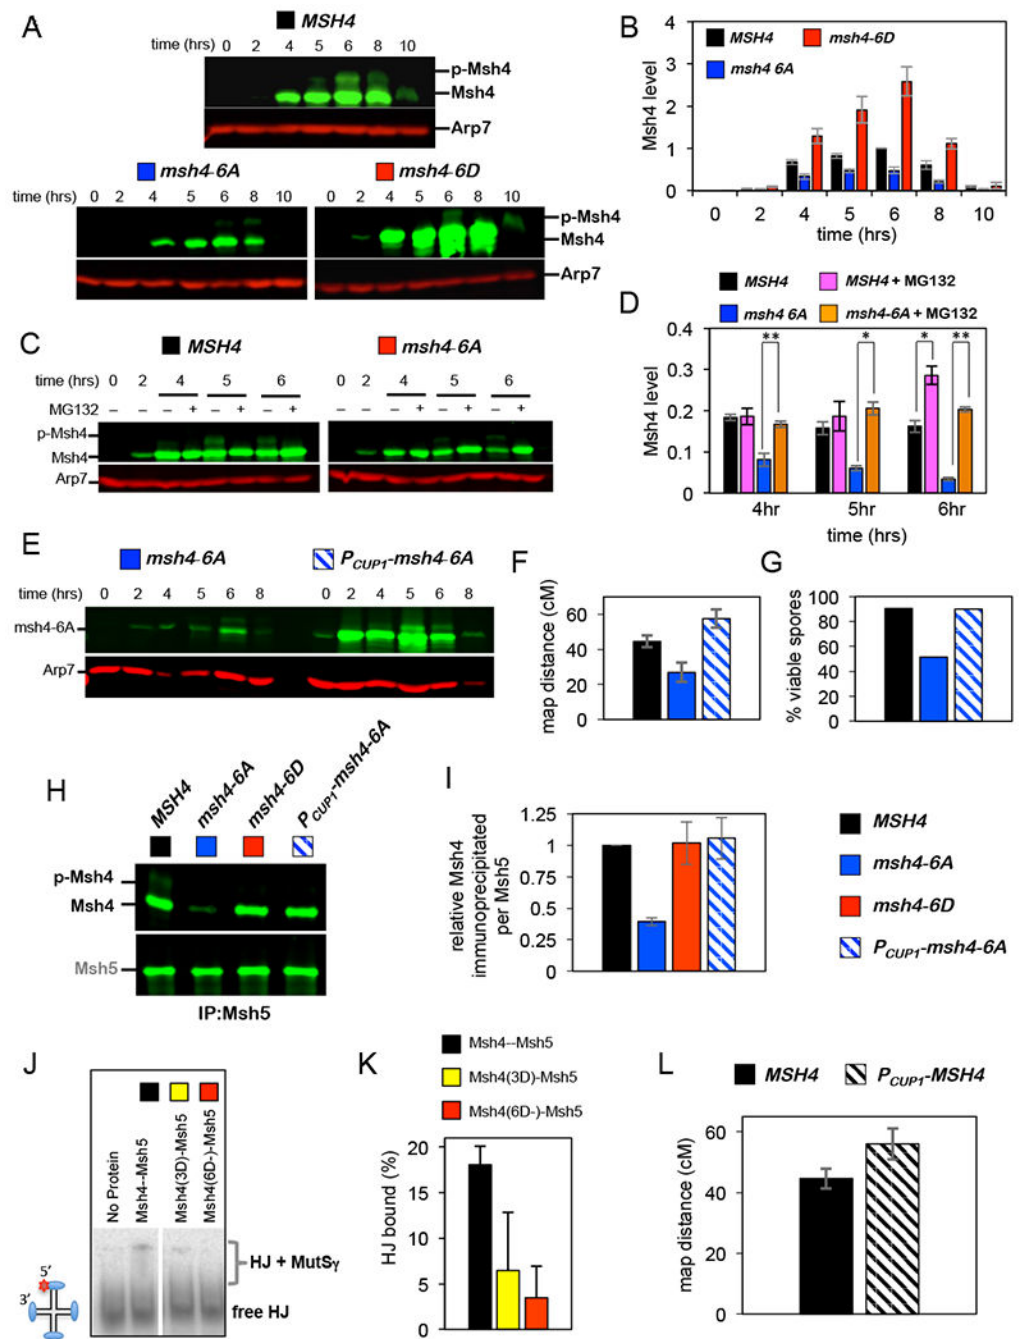 A
MSH4
time (hrs) 0 2 4 5 6 8 10
p-Msh4
Msh4
Arp7
msh4-6A
msh4-6D
time (hrs) 0 2 4 5 6 8 10 0 2 4 5 6 8 10
p-Msh4
Msh4
Arp7
B
MSH4
msh4-6D
msh4 6A
Msh4 level
4
3
2
1
0
0 2 4 5 6 8 10
time (hrs)
C
MSH4
msh4-6A
time (hrs) 0 2 4 5 6 0 2 4 5 6
MG132 – – – + – + – + – – – + – + – +
p-Msh4
Msh4
Arp7
D
MSH4
MSH4 + MG132
msh4 6A
msh4-6A + MG132
Msh4 level
0.4
0.3
0.2
0.1
0
** * * **
4hr 5hr 6hr
time (hrs)
E
msh4-6A
PCUP1-msh4-6A
time (hrs) 0 2 4 5 6 8 0 2 4 5 6 8
msh4-6A
Arp7
F
map distance (cM)
60
40
20
0
G
% viable spores
100
80
60
40
20
0
H
MSH4
msh4-6A
msh4-6D
PCUP1-msh4-6A
p-Msh4
Msh4
Msh5
IP:Msh5
I
relative Msh4
immunoprecipitated
per Msh5
1.25
1
0.75
0.5
0.25
0
MSH4
msh4-6A
msh4-6D
PCUP1-msh4-6A
J
No Protein
Msh4--Msh5
Msh4(3D)-Msh5
Msh4(6D-)-Msh5
HJ + MutSγ
free HJ
5'
3'
K
Msh4--Msh5
Msh4(3D)-Msh5
Msh4(6D-)-Msh5
HJ bound (%)
20
15
10
5
0
L
MSH4
PCUP1-MSH4
map distance (cM)
60
40
20
0